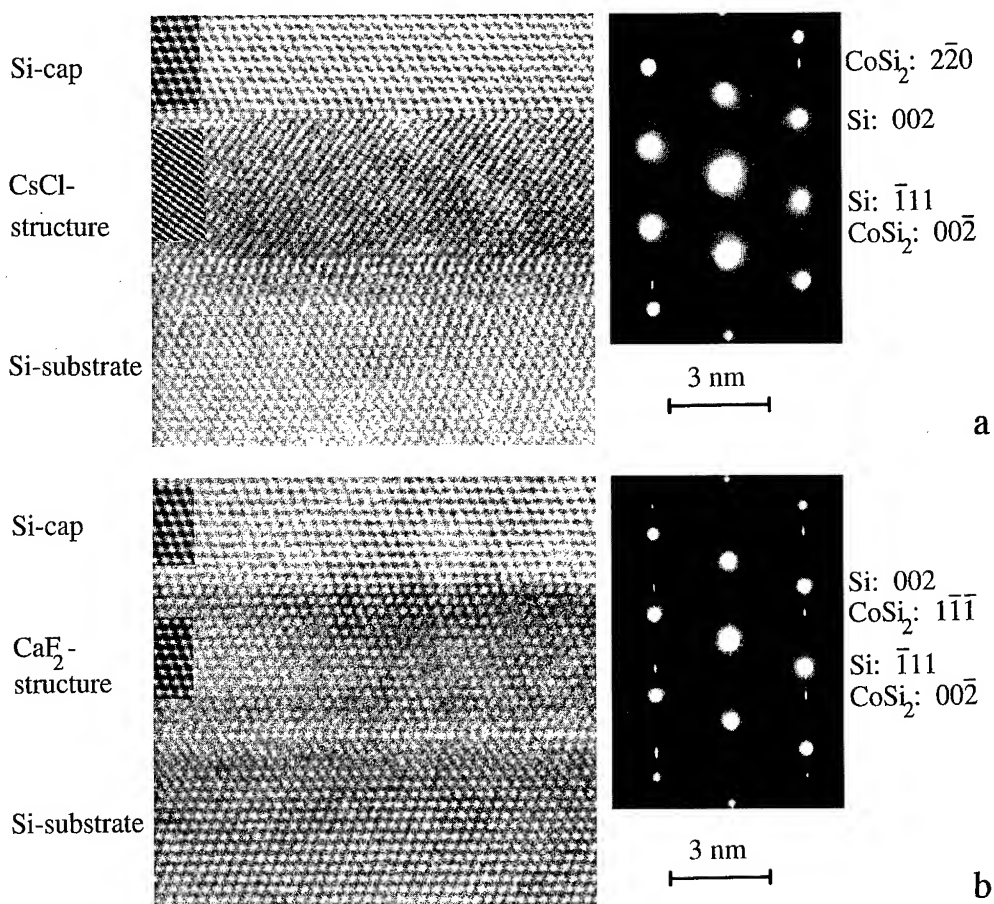 Si-cap
CsCl-
structure
Si-substrate
CoSi₂: 22̅0
Si: 002
Si: 1̅11
CoSi₂: 002̅
3 nm
a
Si-cap
CaF₂-
structure
Si-substrate
Si: 002
CoSi₂: 11̅1̅
Si: 1̅11
CoSi₂: 002̅
3 nm
b